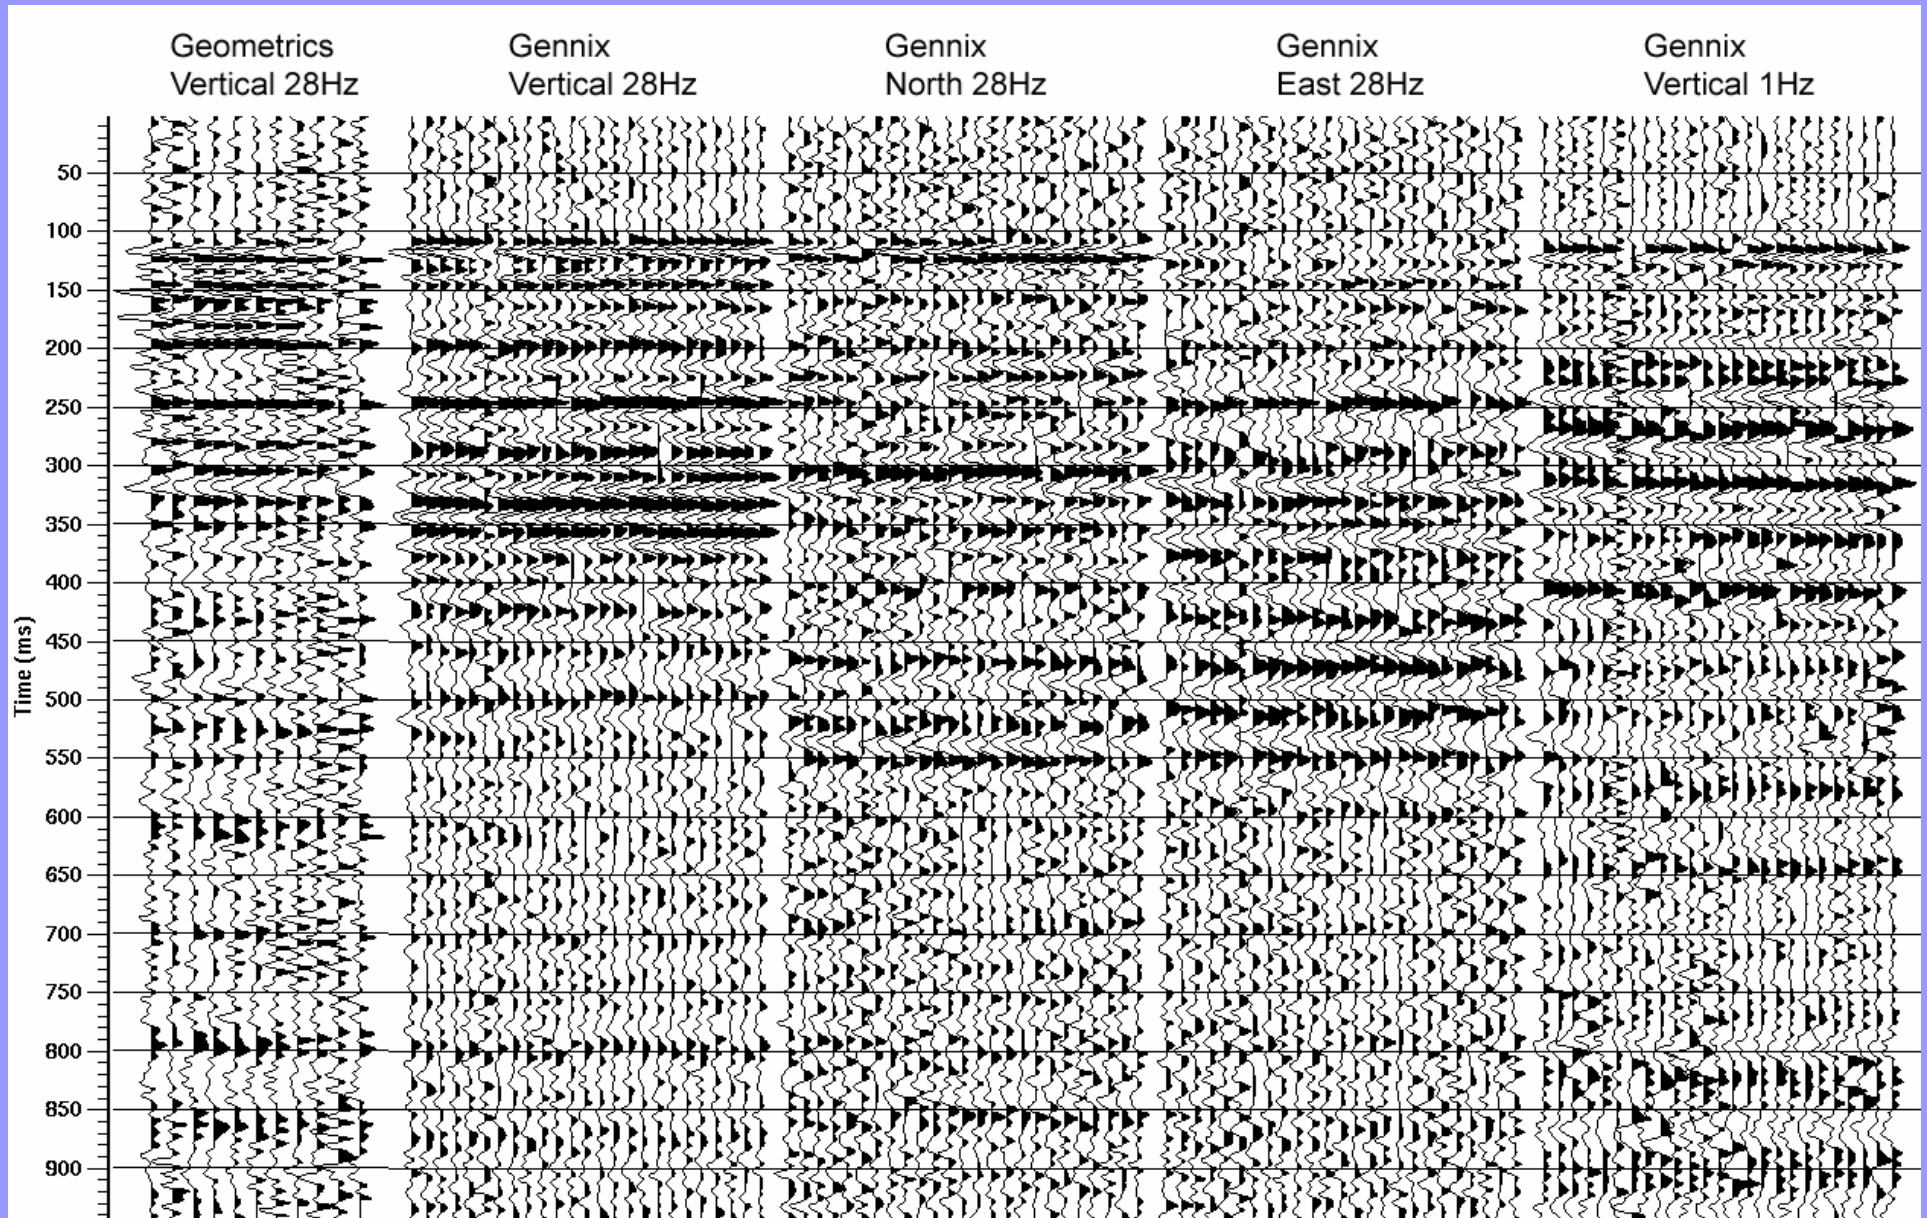 Geometrics
Vertical 28Hz
Gennix
Vertical 28Hz
Gennix
North 28Hz
Gennix
East 28Hz
Gennix
Vertical 1Hz
50
100
150
200
250
300
350
400
450
500
550
600
650
700
750
800
850
900
Time (ms)